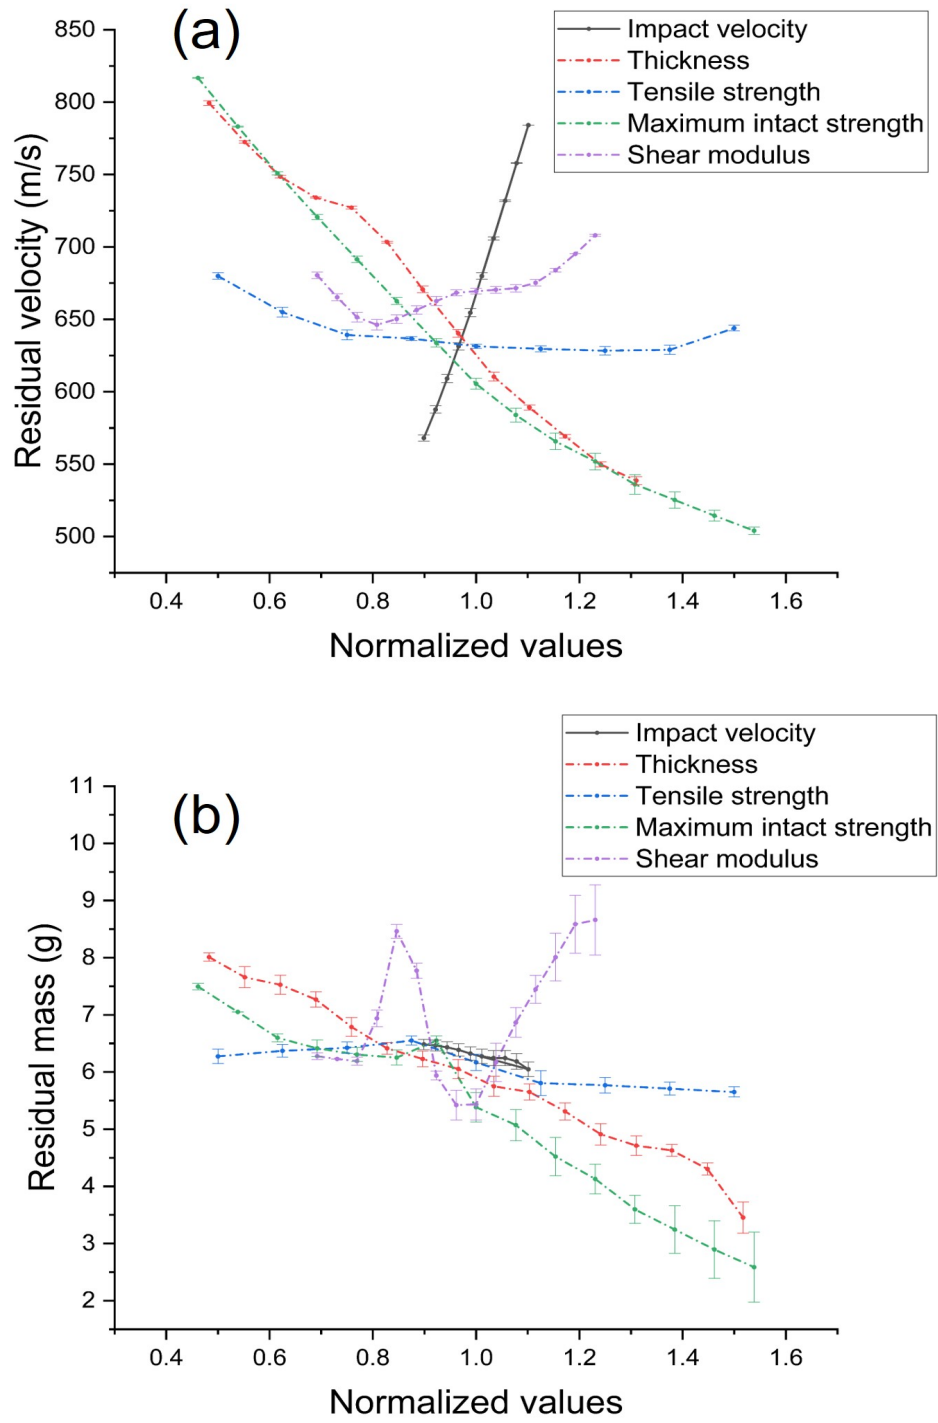 (a)
Impact velocity
Thickness
Tensile strength
Maximum intact strength
Shear modulus
850
800
750
700
650
600
550
500
Residual velocity (m/s)
0.4 0.6 0.8 1.0 1.2 1.4 1.6
Normalized values
(b)
Impact velocity
Thickness
Tensile strength
Maximum intact strength
Shear modulus
11
10
9
8
7
6
5
4
3
2
Residual mass (g)
0.4 0.6 0.8 1.0 1.2 1.4 1.6
Normalized values